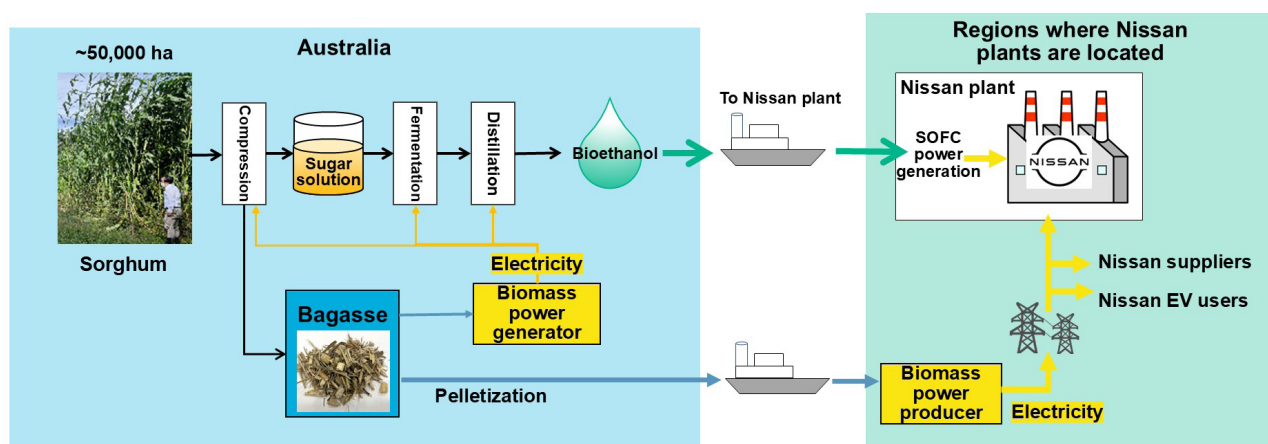 Australia
Regions where Nissan
plants are located
~50,000 ha
Sorghum
Compression
Sugar
solution
Fermentation
Distillation
Bioethanol
To Nissan plant
Nissan plant
SOFC
power
generation
NISSAN
Electricity
Bagasse
Biomass
power
generator
Pelletization
Nissan suppliers
Nissan EV users
Biomass
power
producer
Electricity